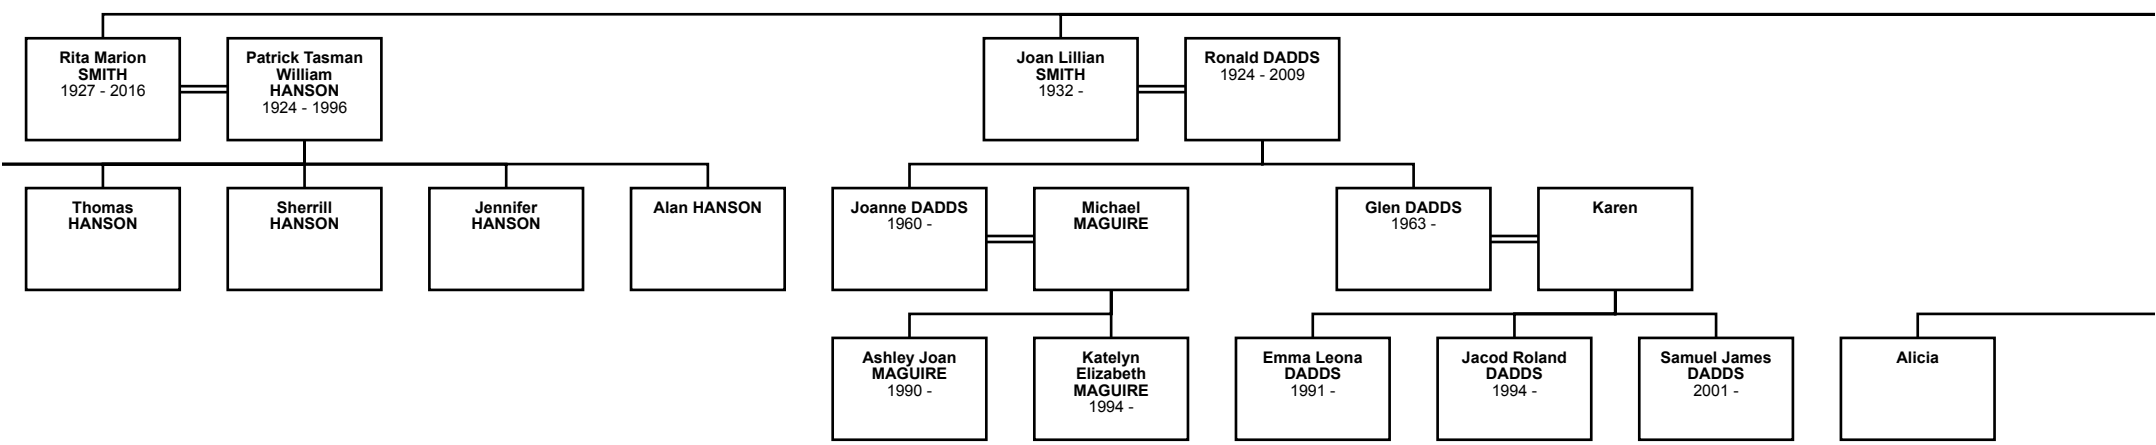 Rita Marion
SMITH
1927 - 2016
Patrick Tasman
William
HANSON
1924 - 1996
Joan Lillian
SMITH
1932 -
Ronald DADDS
1924 - 2009
Thomas
HANSON
Sherrill
HANSON
Jennifer
HANSON
Alan HANSON
Joanne DADDS
1960 -
Michael
MAGUIRE
Glen DADDS
1963 -
Karen
Ashley Joan
MAGUIRE
1990 -
Katelyn
Elizabeth
MAGUIRE
1994 -
Emma Leona
DADDS
1991 -
Jacod Roland
DADDS
1994 -
Samuel James
DADDS
2001 -
Alicia